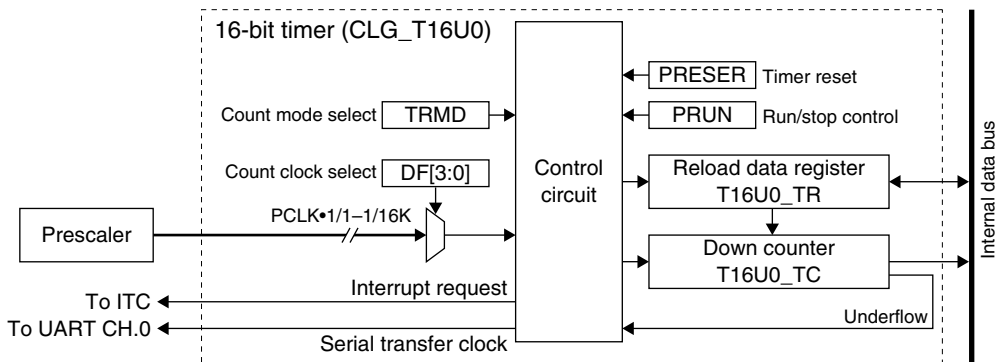 16-bit timer (CLG_T16U0)
PRESER
Timer reset
Count mode select
TRMD
PRUN
Run/stop control
Count clock select
DF[3:0]
Control
circuit
Reload data register
T16U0_TR
Internal data bus
Prescaler
PCLK•1/1–1/16K
Down counter
T16U0_TC
Interrupt request
To ITC
Underflow
To UART CH.0
Serial transfer clock